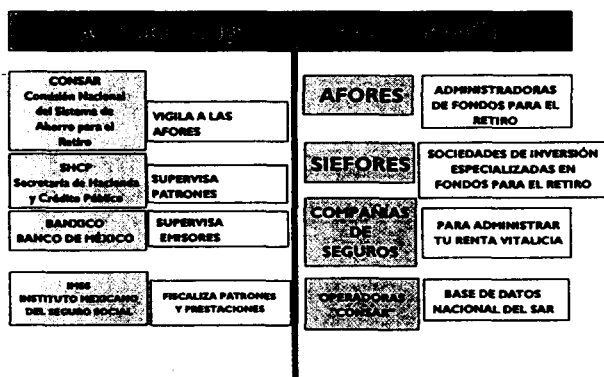 CONSAR
Comisión Nacional
del Sistema de
Ahorro para el
Retiro
VIGILA A LAS
AFORES
SHCP
Secretaría de Hacienda
y Crédito Público
SUPERVISA
PATRONES
BANXICO
BANCO DE MÉXICO
SUPERVISA
EMISORES
IMSS
INSTITUTO MEXICANO
DEL SEGURO SOCIAL
FISCALIZA PATRONES
Y PRESTACIONES
AFORES
ADMINISTRADORAS
DE FONDOS PARA EL
RETIRO
SIEFORES
SOCIEDADES DE INVERSIÓN
ESPECIALIZADAS EN
FONDOS PARA EL RETIRO
COMPAÑIAS
DE
SEGUROS
PARA ADMINISTRAR
TU RENTA VITALICIA
OPERADORAS
"CONSAR"
BASE DE DATOS
NACIONAL DEL SAR